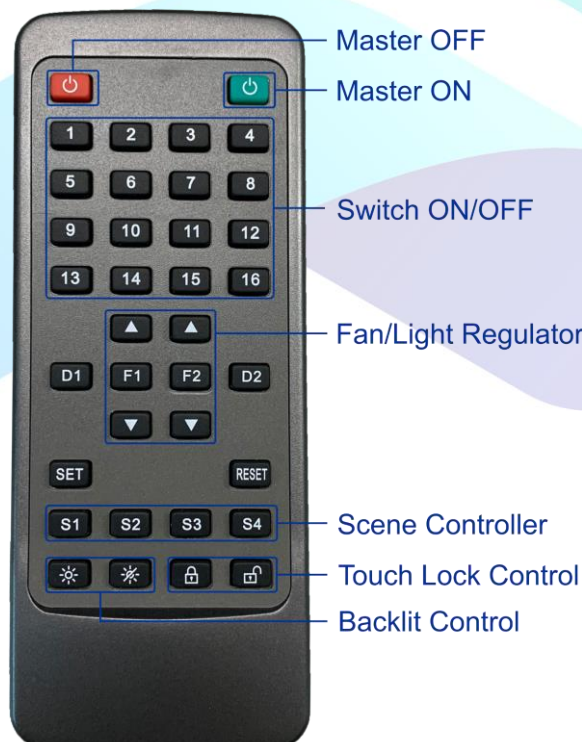 Master OFF
Master ON
1 2 3 4
5 6 7 8
Switch ON/OFF
9 10 11 12
13 14 15 16
Fan/Light Regulator
D1 F1 F2 D2
SET RESET
S1 S2 S3 S4
Scene Controller
Touch Lock Control
Backlit Control